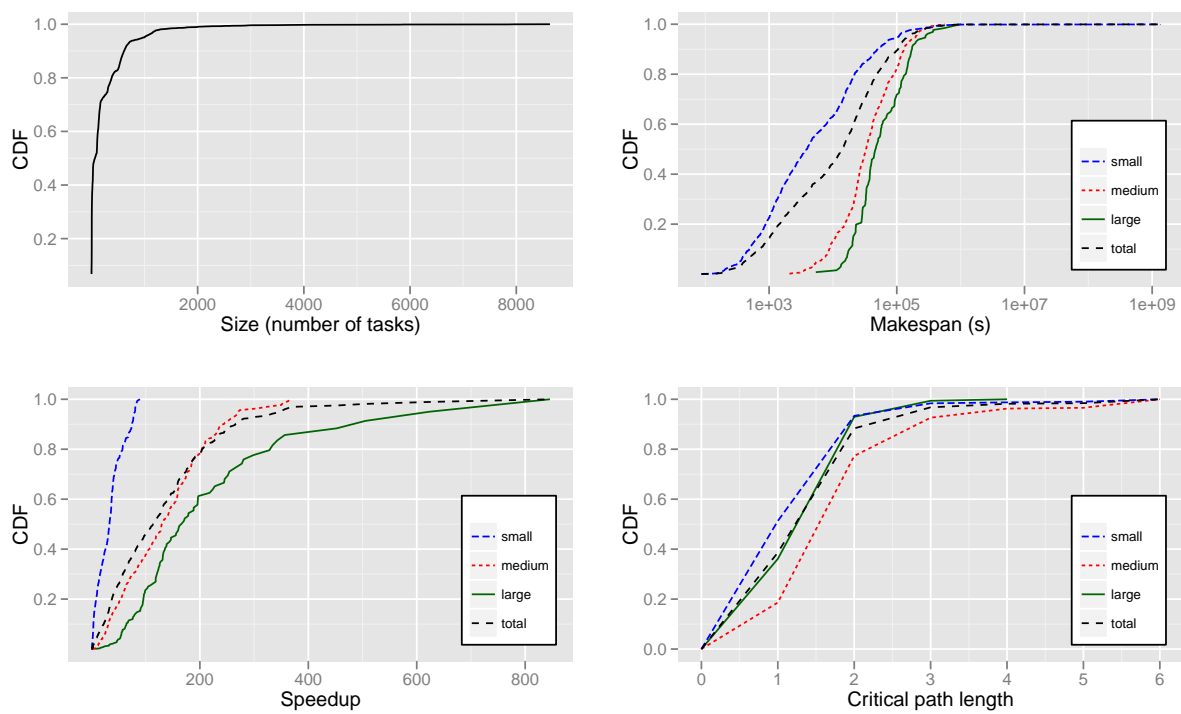 CDF
1.0
0.8
0.6
0.4
0.2
2000 4000 6000 8000
Size (number of tasks)
CDF
1.0
0.8
0.6
0.4
0.2
1e+03 1e+05 1e+07 1e+09
Makespan (s)
small
medium
large
total
CDF
1.0
0.8
0.6
0.4
0.2
200 400 600 800
Speedup
small
medium
large
total
CDF
1.0
0.8
0.6
0.4
0.2
0.0
0 1 2 3 4 5 6
Critical path length
small
medium
large
total